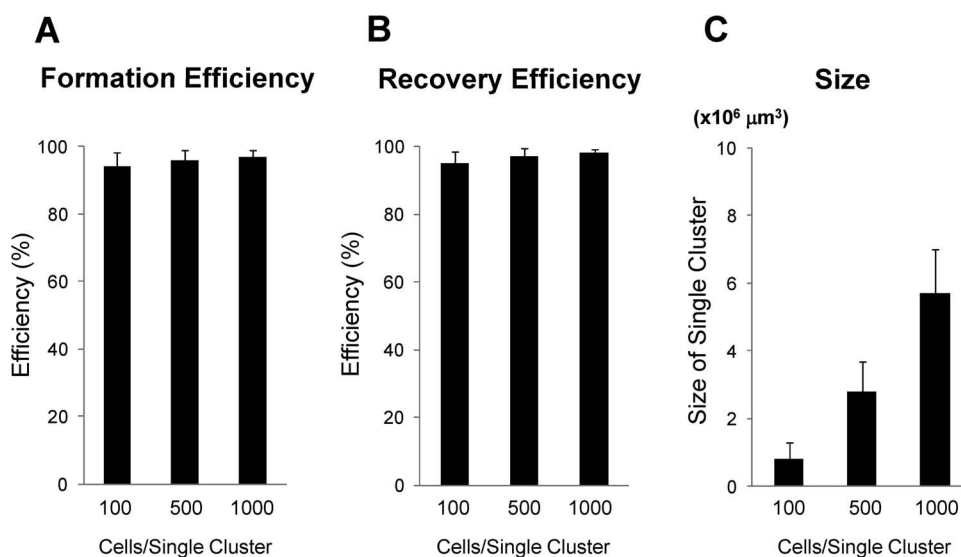 A
Formation Efficiency
Efficiency (%)
100
80
60
40
20
0
100 500 1000
Cells/Single Cluster
B
Recovery Efficiency
Efficiency (%)
100
80
60
40
20
0
100 500 1000
Cells/Single Cluster
C
Size
(x10⁶ µm³)
Size of Single Cluster
10
8
6
4
2
0
100 500 1000
Cells/Single Cluster